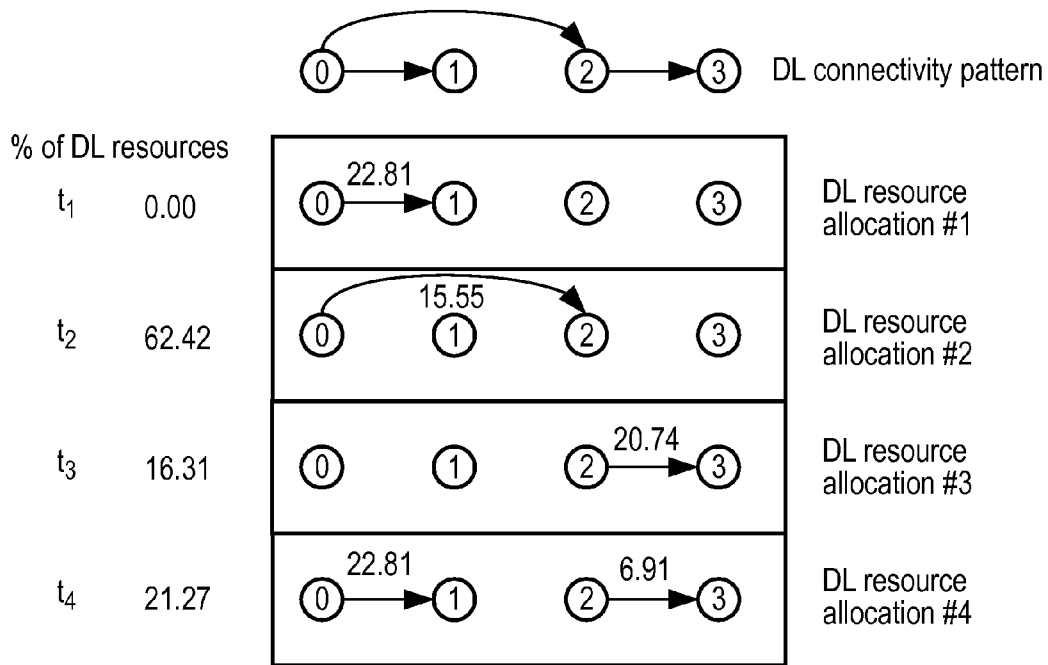 0 1 2 3 DL connectivity pattern
% of DL resources
t1 0.00 22.81 0 1 2 3 DL resource
allocation #1
t2 62.42 15.55 0 1 2 3 DL resource
allocation #2
t3 16.31 20.74 0 1 2 3 DL resource
allocation #3
t4 21.27 22.81 6.91 0 1 2 3 DL resource
allocation #4